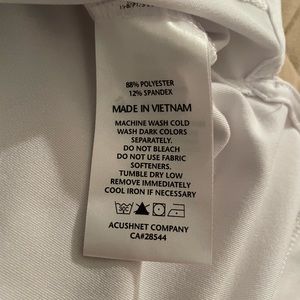 88% POLYESTER
12% SPANDEX
MADE IN VIETNAM
MACHINE WASH COLD
WASH DARK COLORS
SEPARATELY.
DO NOT BLEACH
DO NOT USE FABRIC
SOFTENERS.
TUMBLE DRY LOW
REMOVE IMMEDIATELY
COOL IRON IF NECESSARY
ACUSHNET COMPANY
CA#28544